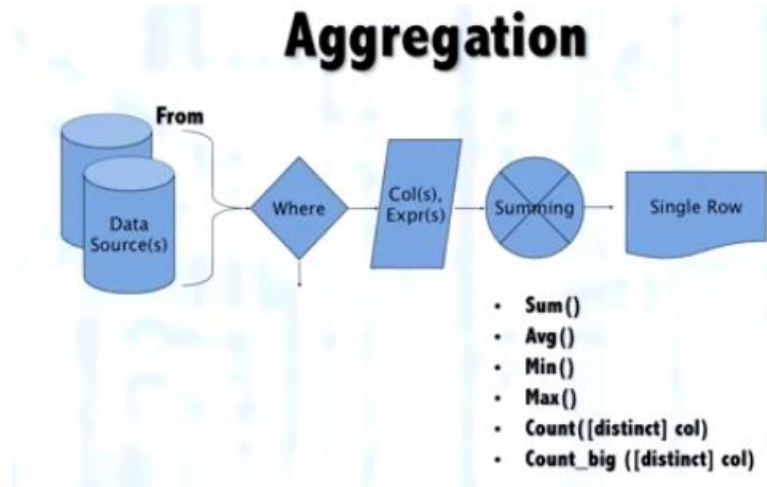 Aggregation
From
Data
Source(s)
Where
Col(s),
Expr(s)
Summing
Single Row
• Sum()
• Avg()
• Min()
• Max()
• Count([distinct] col)
• Count_big ([distinct] col)